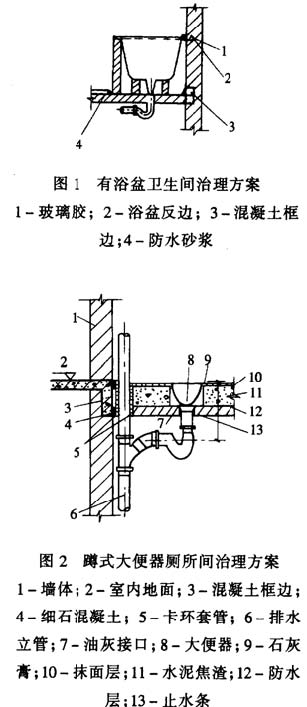 1
2
3
4
图1 有浴盆卫生间治理方案
1-玻璃胶；2-浴盆反边；3-混凝土框
边；4-防水砂浆
1
2
3
4
5
6
7
8
9
10
11
12
13
图2 蹲式大便器厕所间治理方案
1-墙体；2-室内地面；3-混凝土框边；
4-细石混凝土；5-卡环套管；6-排水
立管；7-油灰接口；8-大便器；9-石灰
膏；10-抹面层；11-水泥焦渣；12-防水
层；13-止水条